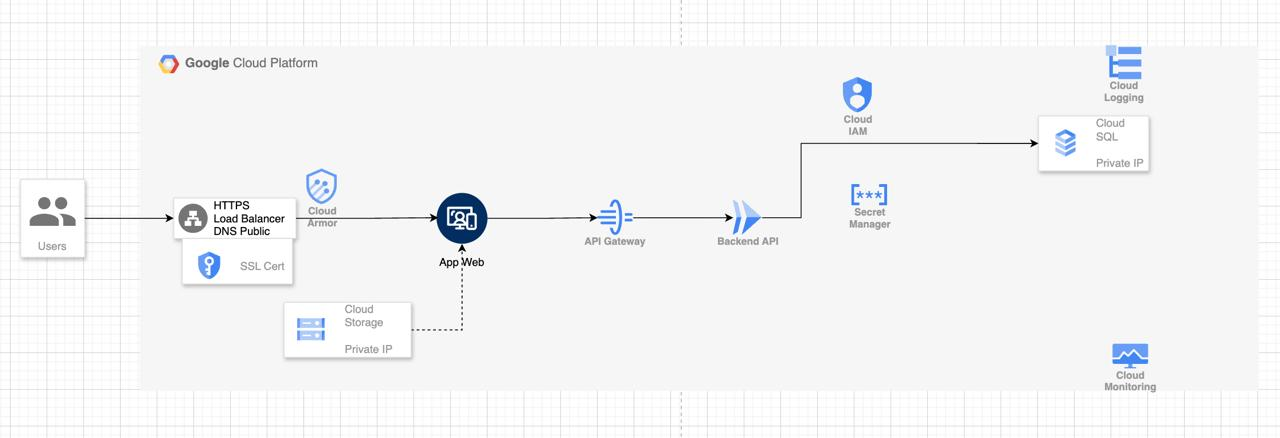 Google Cloud Platform
Cloud
Logging
Cloud
IAM
Cloud
SQL
Private IP
Users
HTTPS
Load Balancer
DNS Public
SSL Cert
Cloud
Armor
App Web
API Gateway
Backend API
***
Secret
Manager
Cloud
Storage
Private IP
Cloud
Monitoring